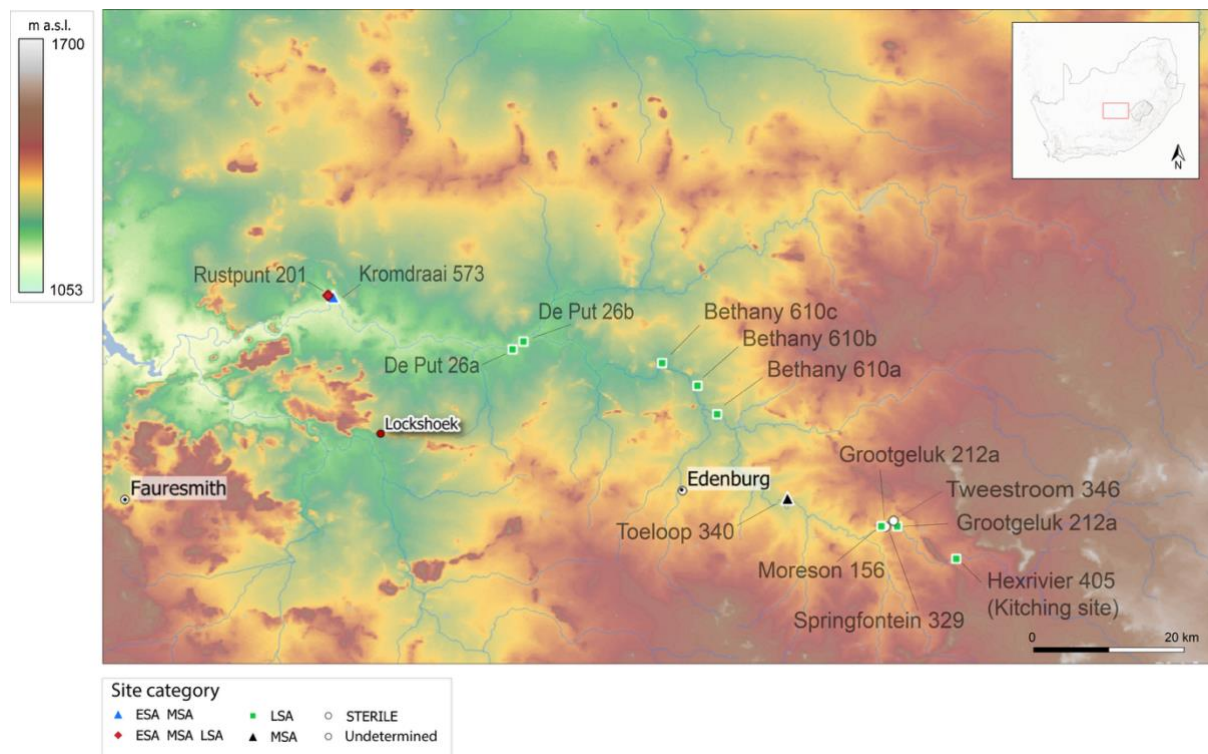 m a.s.l.
1700
1053
N
Rustpunt 201
Kromdraai 573
De Put 26b
De Put 26a
Bethany 610c
Bethany 610b
Bethany 610a
Lockshoek
Fauresmith
Edenburg
Grootgeluk 212a
Tweestroom 346
Toeloop 340
Grootgeluk 212a
Moreson 156
Hexrivier 405
(Kitching site)
Springfontein 329
0
20 km
Site category
ESA MSA
LSA
STERILE
ESA MSA LSA
MSA
Undetermined